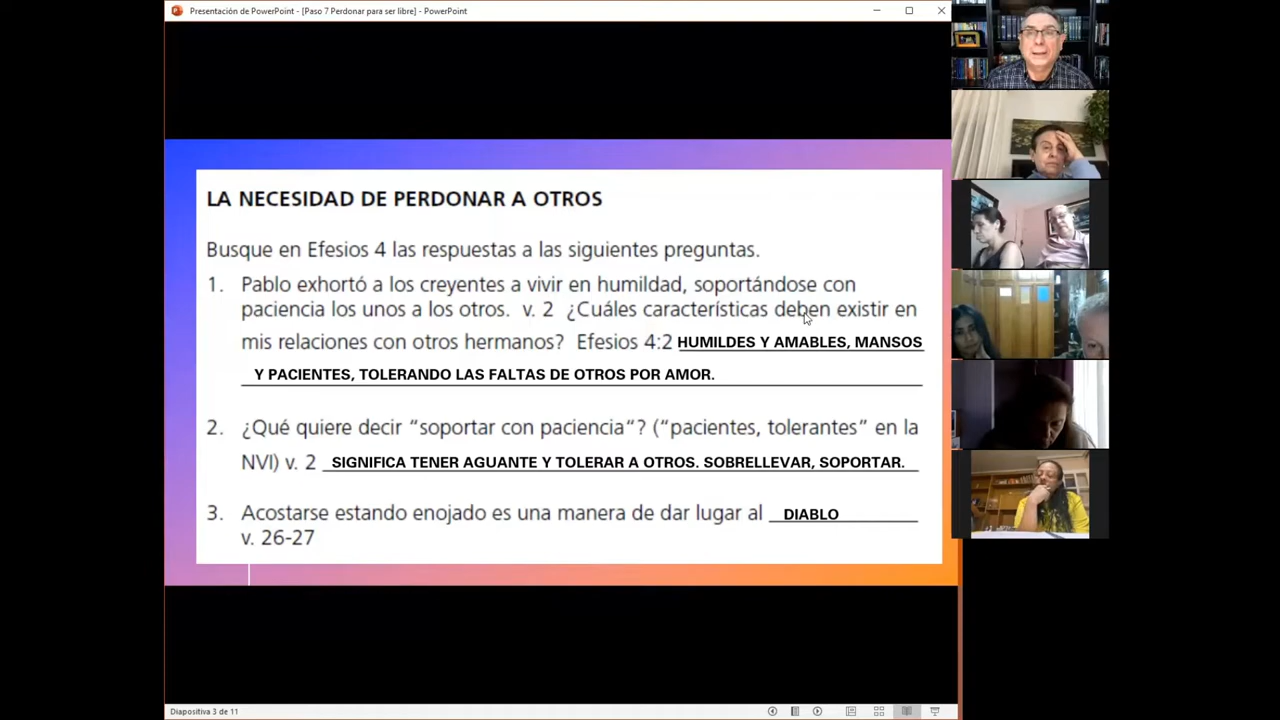 Presentación de PowerPoint - [Paso 7 Perdonar para ser libre] - PowerPoint
LA NECESIDAD DE PERDONAR A OTROS
Busque en Efesios 4 las respuestas a las siguientes preguntas.
1. Pablo exhortó a los creyentes a vivir en humildad, soportándose con
paciencia los unos a los otros. v. 2 ¿Cuáles características deben existir en
mis relaciones con otros hermanos? Efesios 4:2 HUMILDES Y AMABLES, MANSOS
Y PACIENTES, TOLERANDO LAS FALTAS DE OTROS POR AMOR.
2. ¿Qué quiere decir “soportar con paciencia“? (“pacientes, tolerantes” en la
NVI) v. 2 SIGNIFICA TENER AGUANTE Y TOLERAR A OTROS. SOBRELLEVAR, SOPORTAR.
3. Acostarse estando enojado es una manera de dar lugar al DIABLO
v. 26-27
Diapositiva 3 de 11